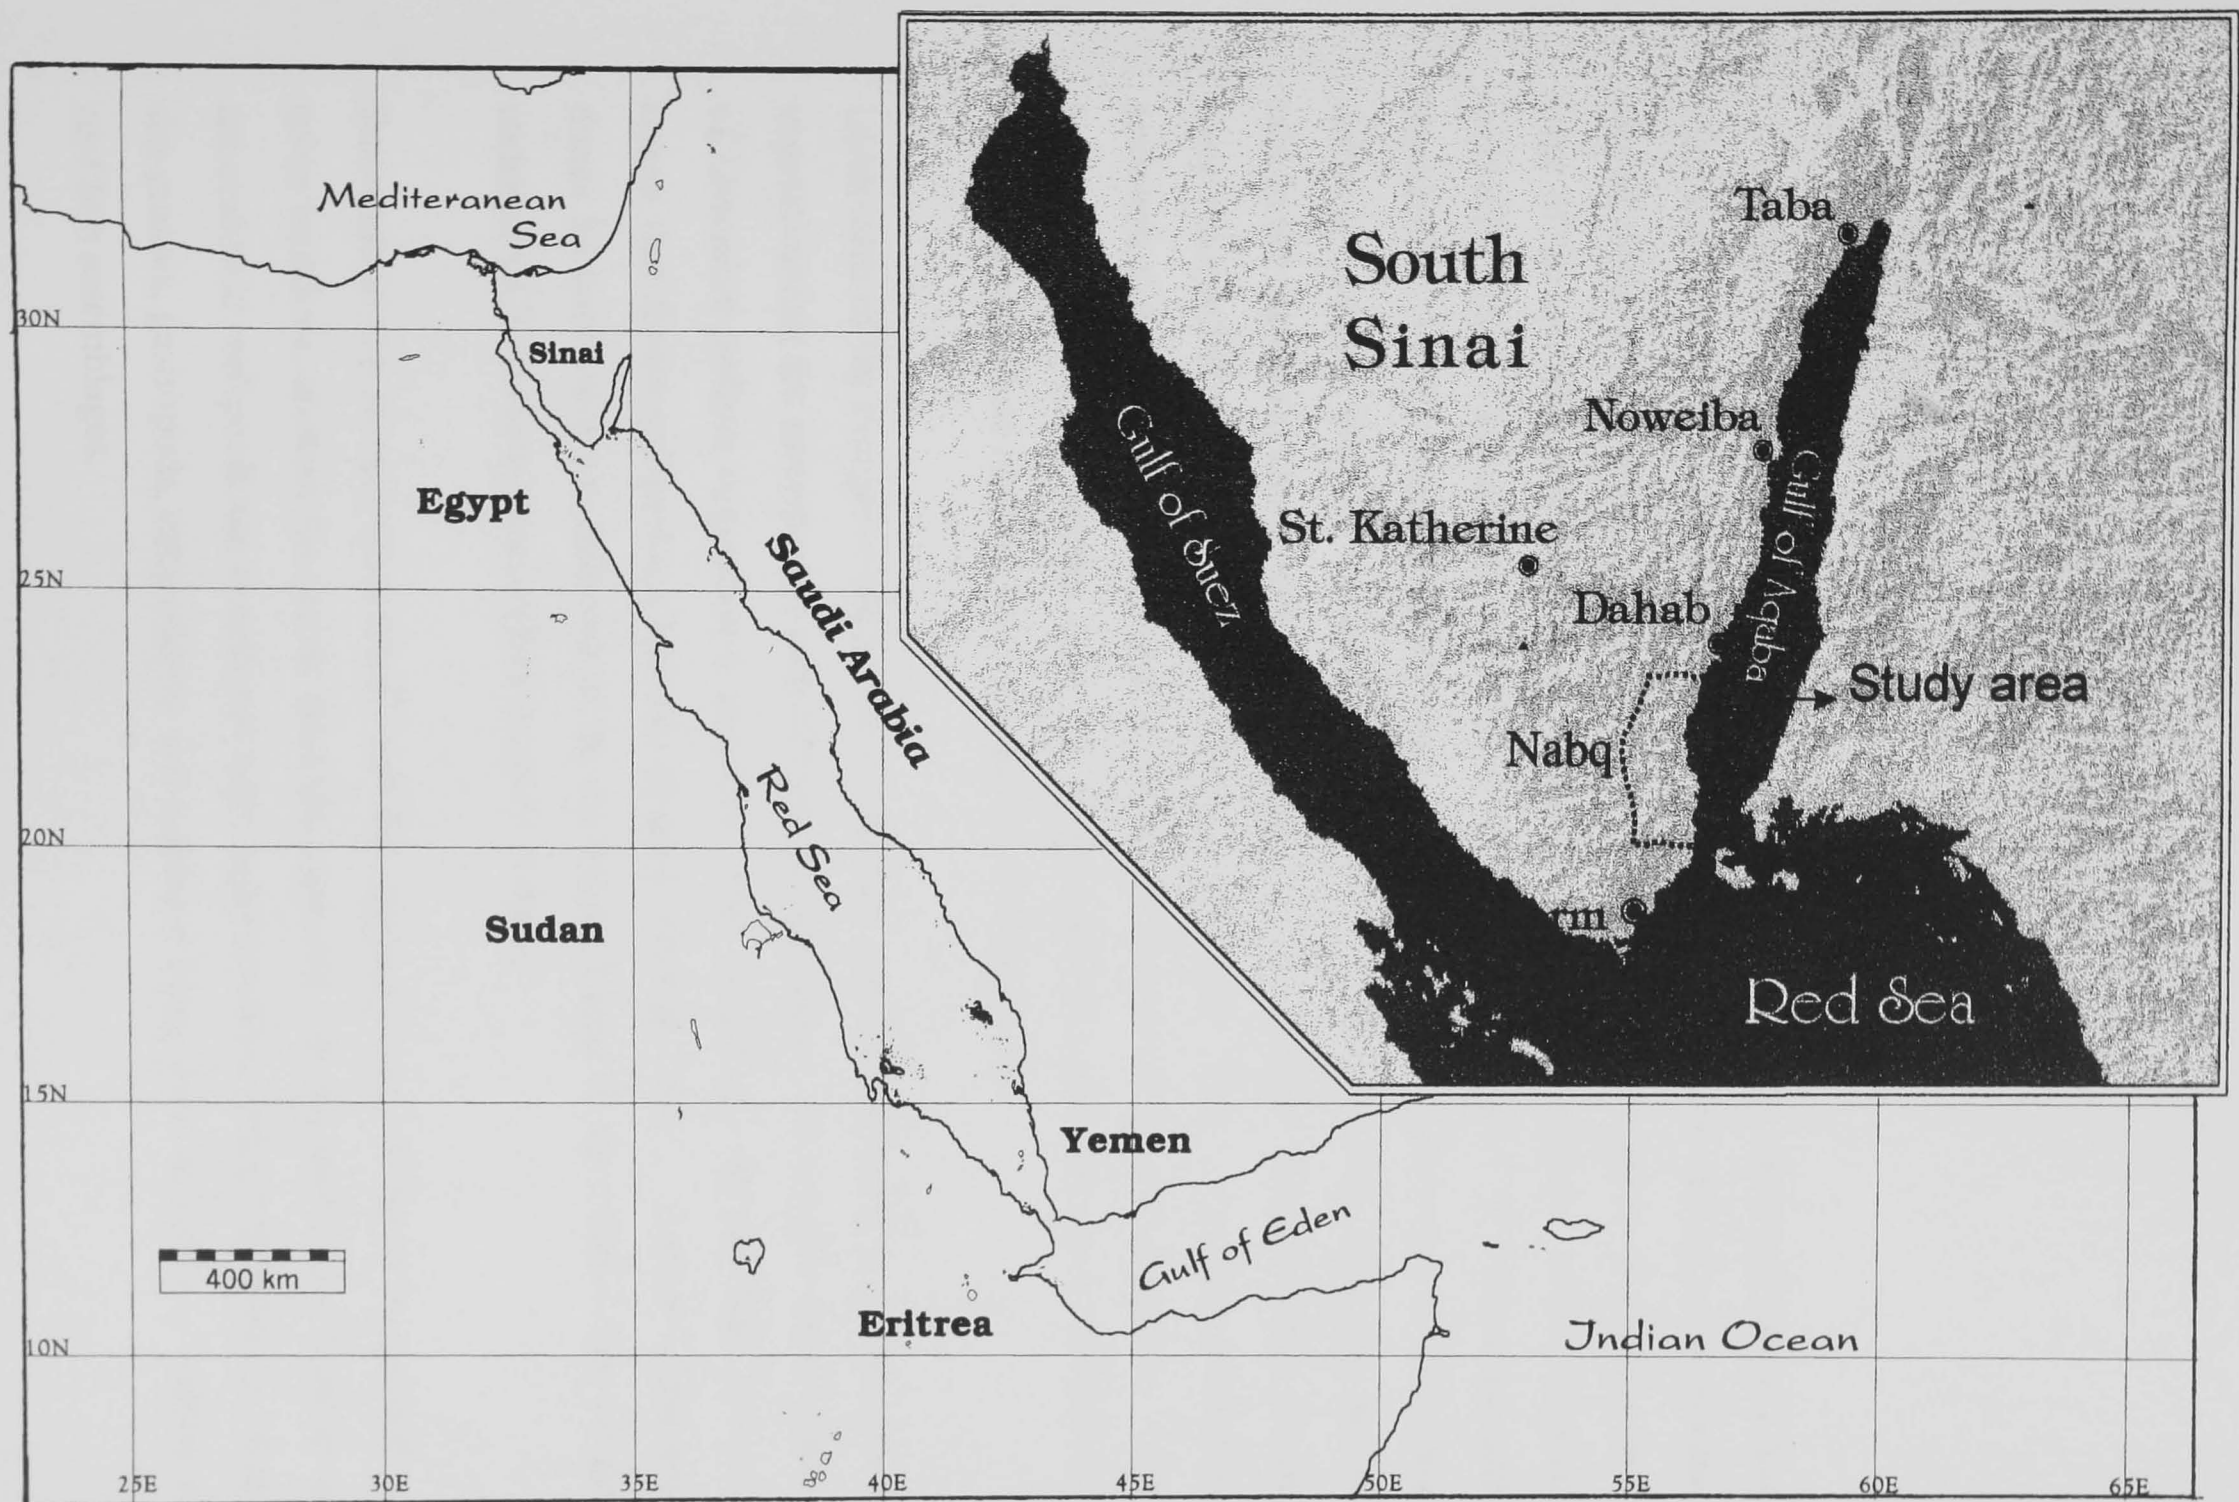 Mediteranean
Sea
30N
Sinai
Egypt
25N
Saudi Arabia
20N
Red Sea
Sudan
15N
Yemen
Gulf of Eden
400 km
Eritrea
Indian Ocean
10N
25E
30E
35E
40E
45E
50E
55E
60E
65E
Taba
South
Sinai
Noweiba
Gulf of Suez
Gulf of Aqaba
St. Katherine
Dahab
Study area
Nabq
rm
Red Sea